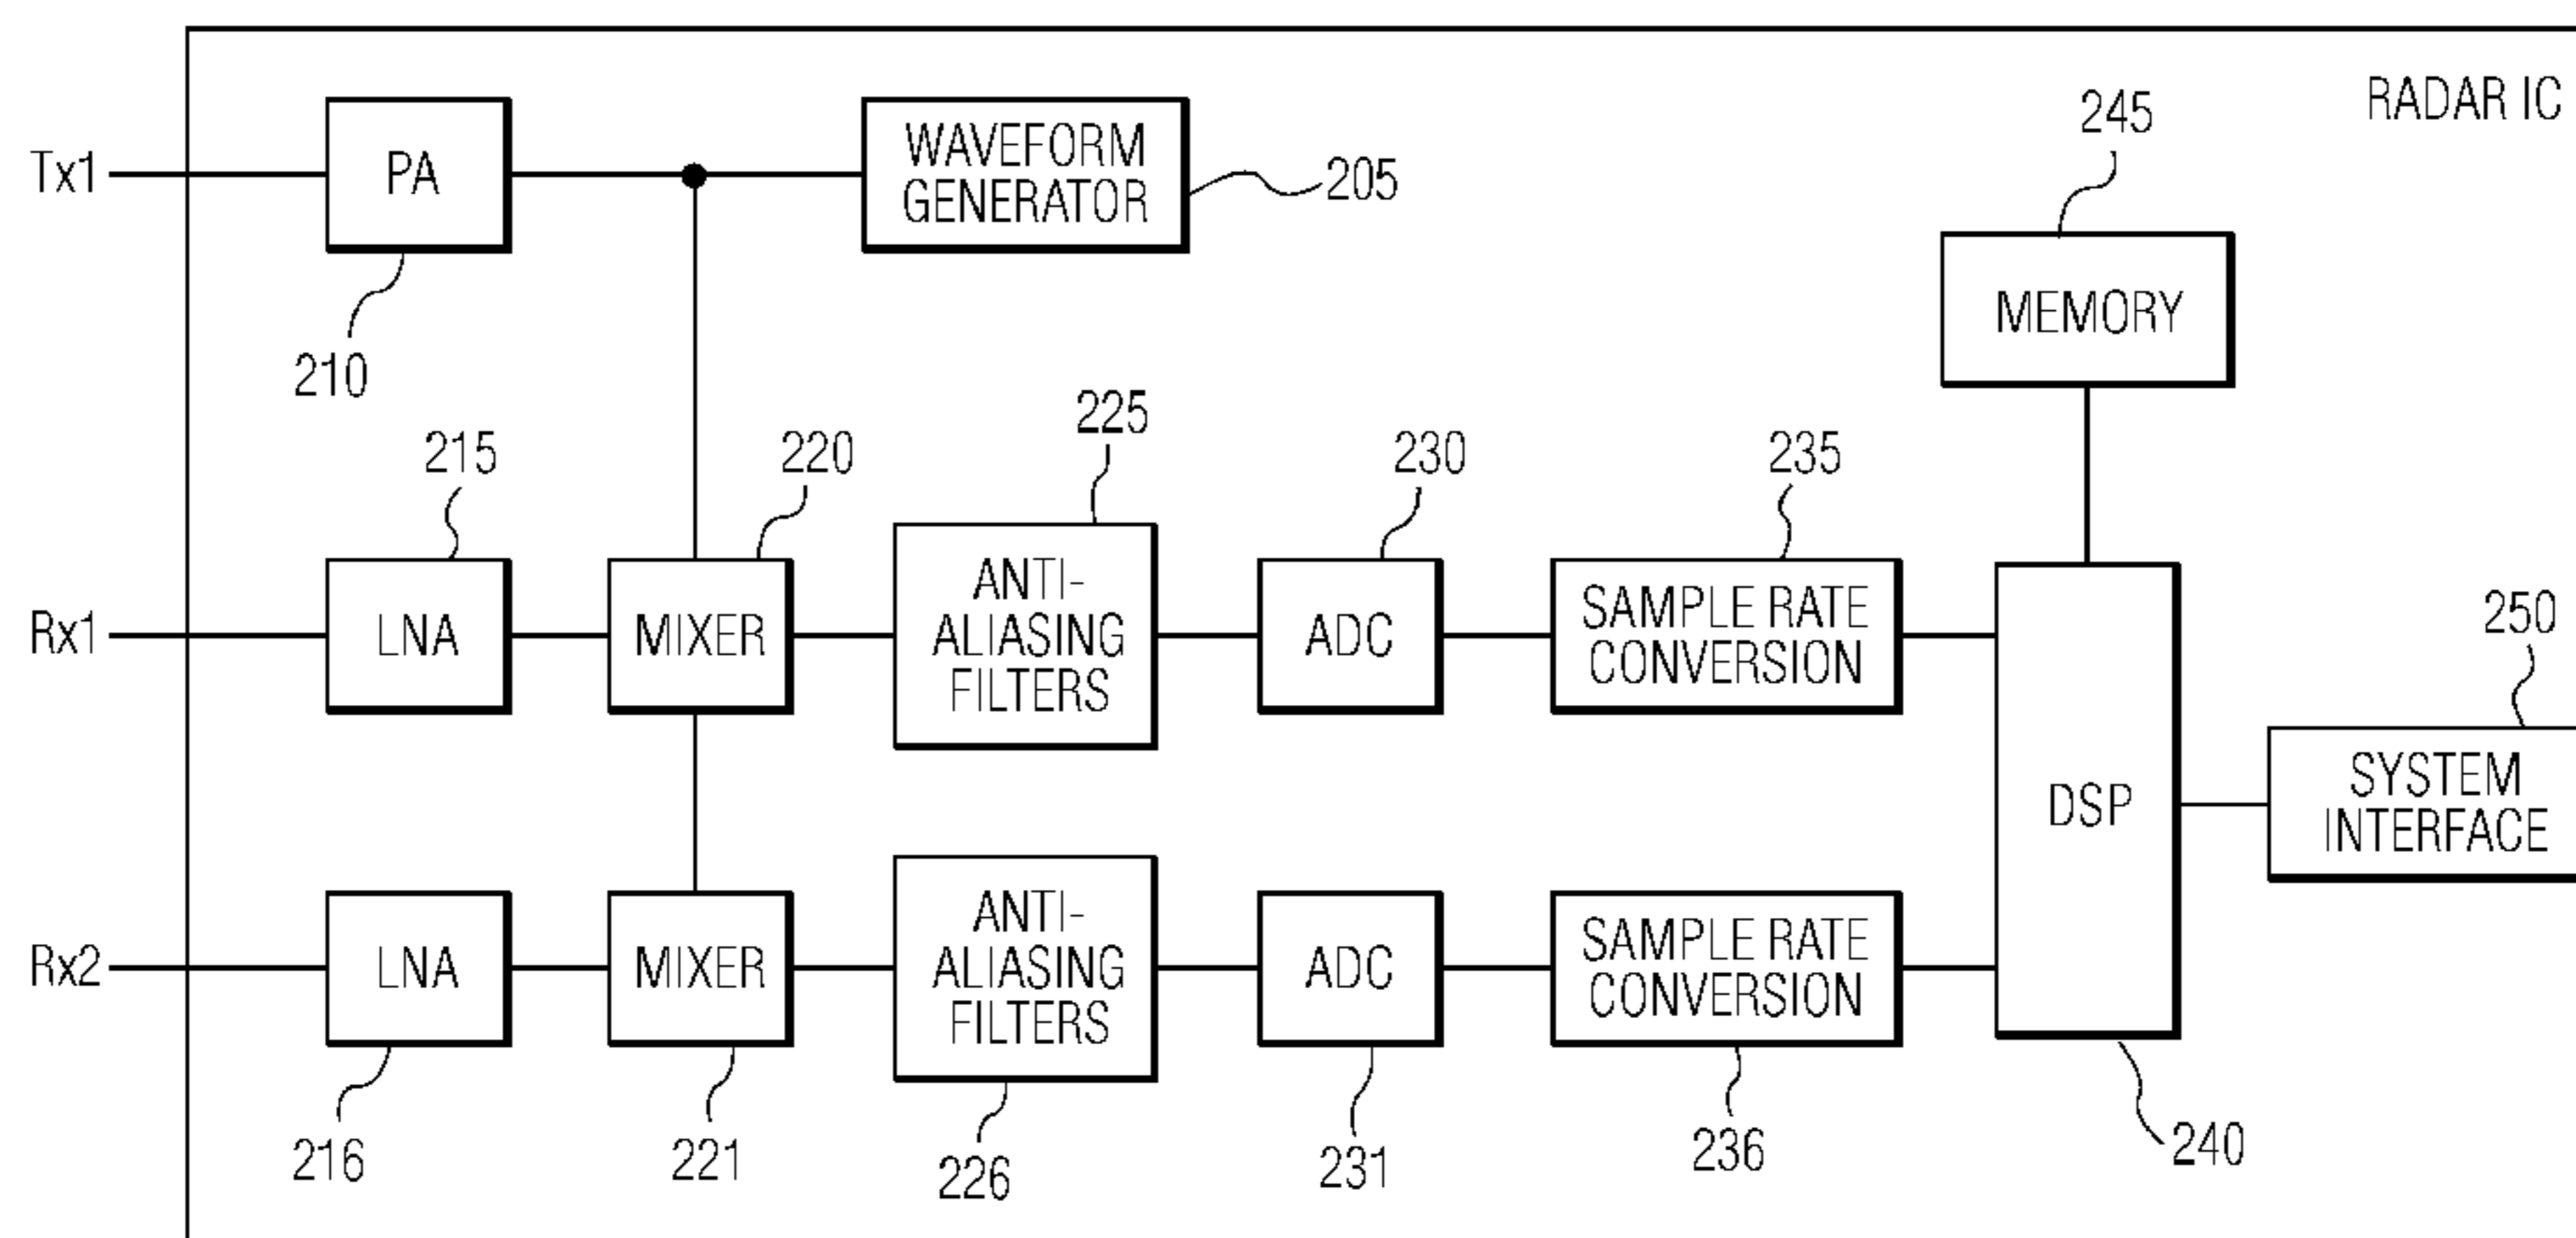 RADAR IC
245
Tx1
PA
WAVEFORM
GENERATOR
205
MEMORY
210
215
220
225
230
235
Rx1
LNA
MIXER
ANTI-
ALIASING
FILTERS
ADC
SAMPLE RATE
CONVERSION
DSP
250
SYSTEM
INTERFACE
Rx2
LNA
MIXER
ANTI-
ALIASING
FILTERS
ADC
SAMPLE RATE
CONVERSION
216
221
226
231
236
240